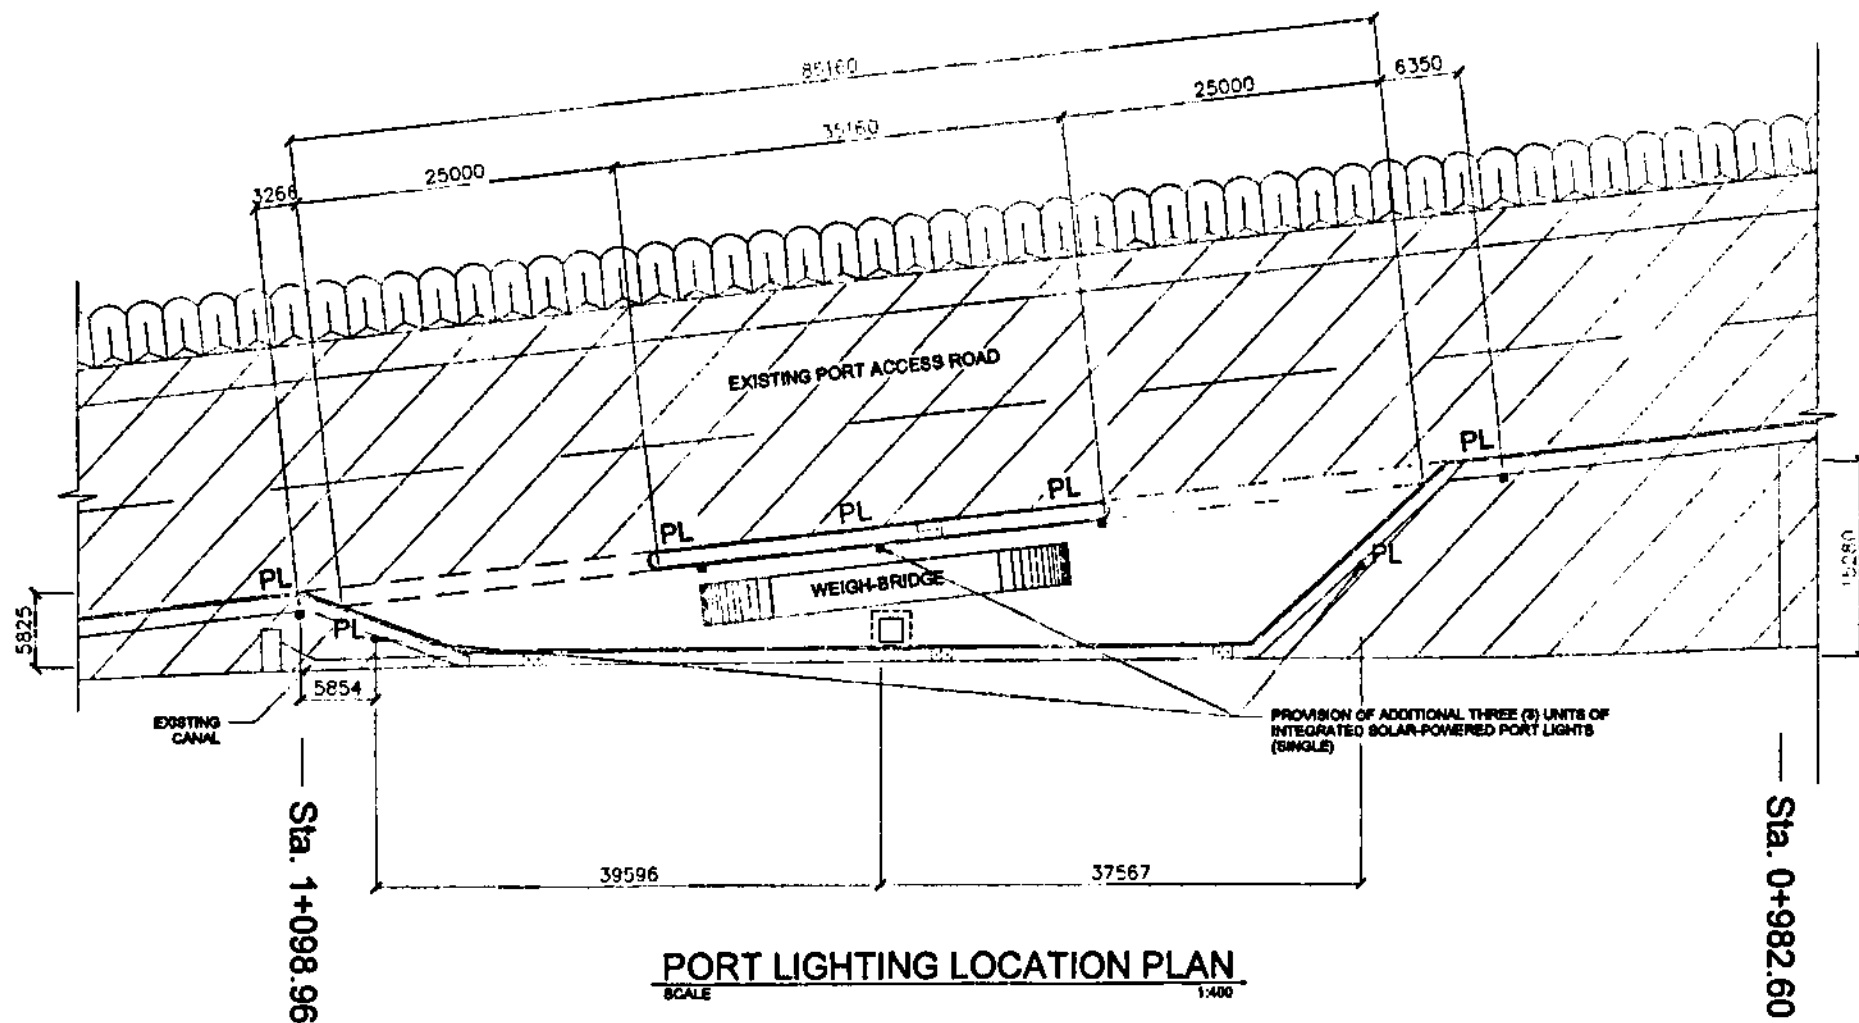 85160
6350
25000
35160
25000
3266
EXISTING PORT ACCESS ROAD
PL
PL
PL
PL
PL
PL
WEIGH-BRIDGE
PL
5825
15280
5854
EXISTING
CANAL
PROVISION OF ADDITIONAL THREE (3) UNITS OF
INTEGRATED SOLAR-POWERED PORT LIGHTS
(SINGLE)
Sta. 1+098.96
Sta. 0+982.60
39596
37567
PORT LIGHTING LOCATION PLAN
SCALE 1:400